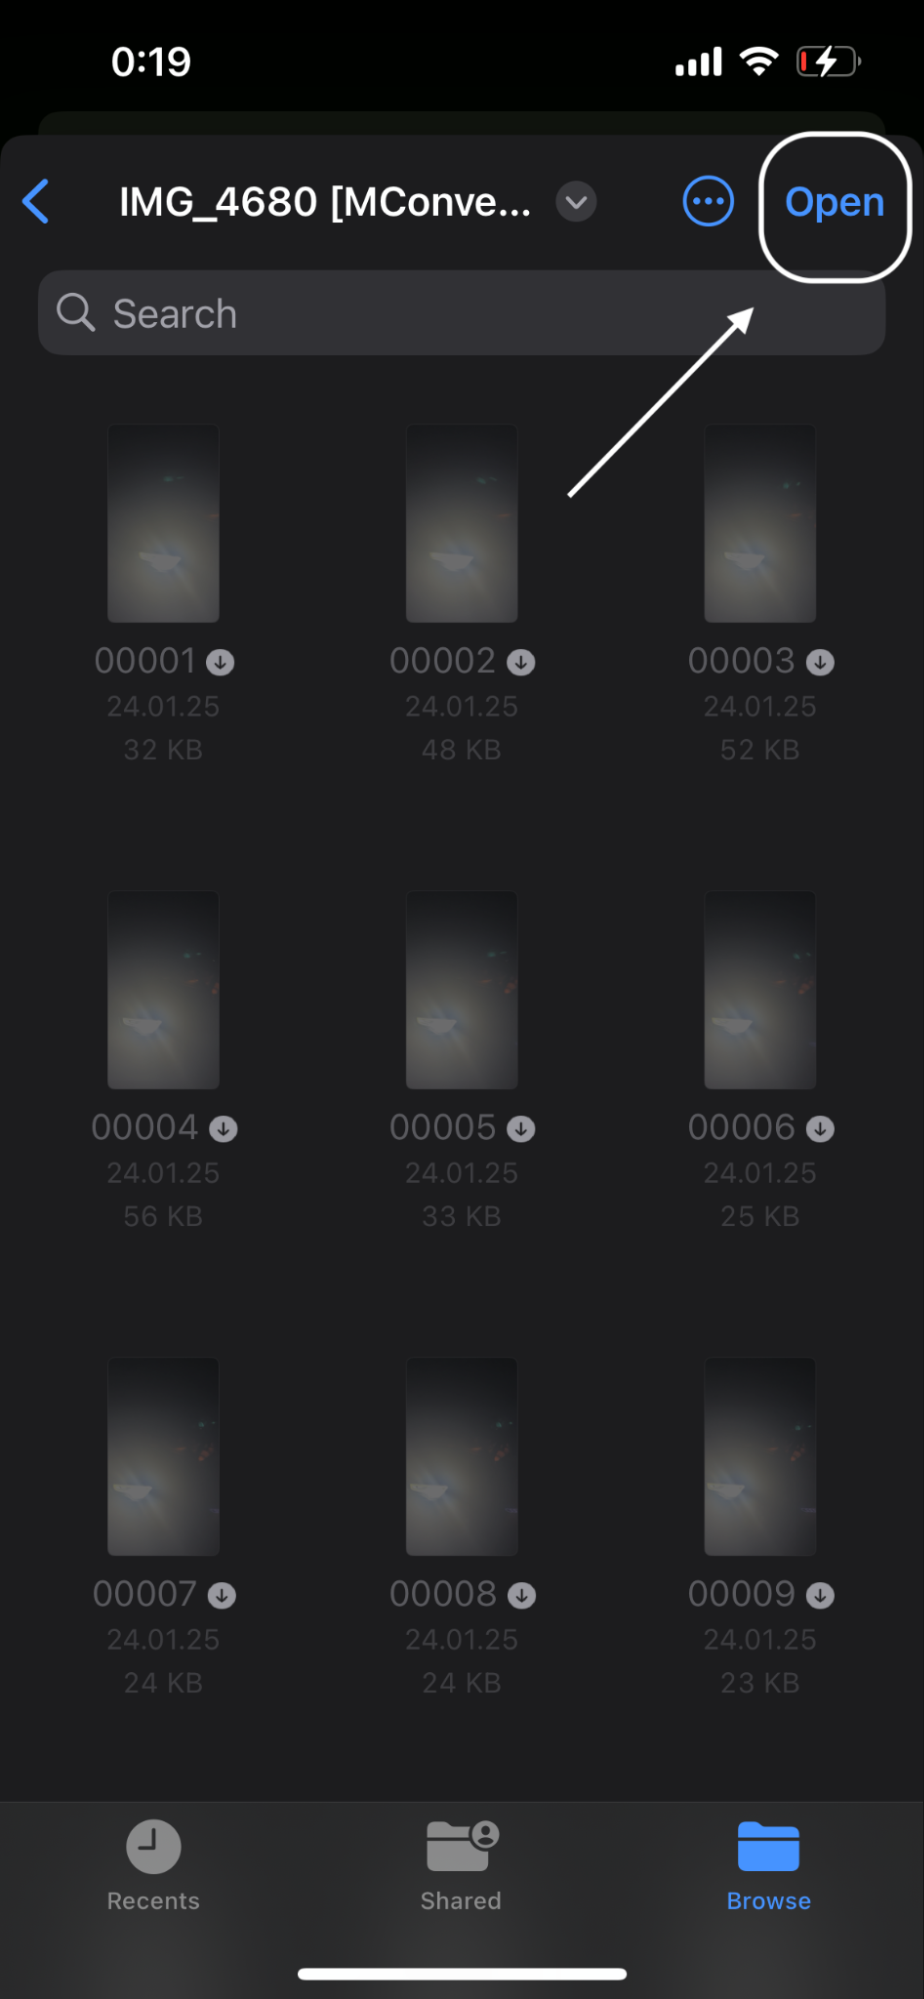 0:19
IMG_4680 [MConve...
Open
Search
00001 00002 00003
24.01.25 24.01.25 24.01.25
32 KB 48 KB 52 KB
00004 00005 00006
24.01.25 24.01.25 24.01.25
56 KB 33 KB 25 KB
00007 00008 00009
24.01.25 24.01.25 24.01.25
24 KB 24 KB 23 KB
Recents Shared Browse